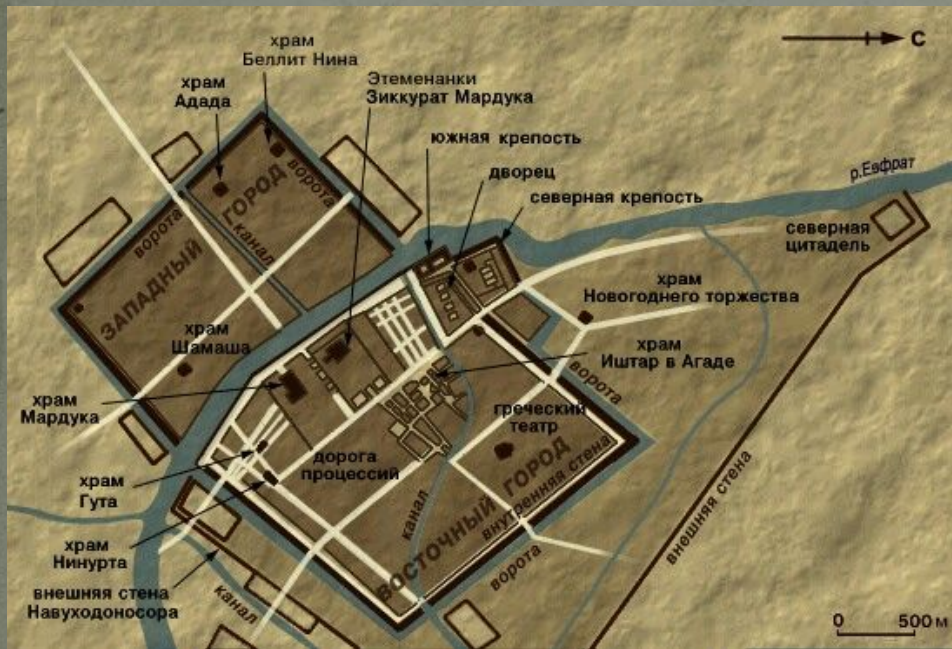 храм
Беллит Нина
С
храм
Адада
Этеменанки
Зиккурат Мардука
южная крепость
дворец
северная крепость
р.Евфрат
северная
цитадель
ворота
ГОРОД
ворота
канал
ЗАПАДНЫЙ
храм
Новогоднего торжества
храм
Шамаша
храм
Иштар в Агаде
ворота
храм
Мардука
греческий
театр
дорога
процессий
храм
Гута
канал
ВОСТОЧНЫЙ ГОРОД
внутренняя стена
внешняя стена
храм
Нинурта
ворота
внешняя стена
Навуходоносора
канал
0 500 м